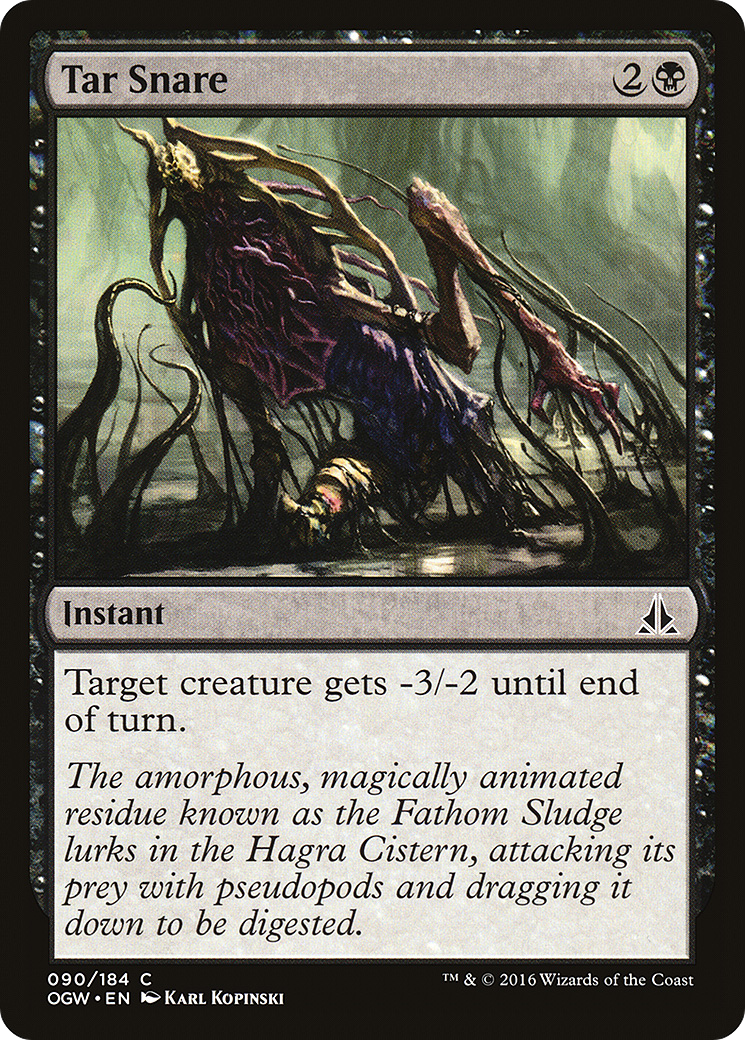 Tar Snare 2
Instant
Target creature gets -3/-2 until end
of turn.
The amorphous, magically animated
residue known as the Fathom Sludge
lurks in the Hagra Cistern, attacking its
prey with pseudopods and dragging it
down to be digested.
090/184 C
™ & © 2016 Wizards of the Coast
OGW • EN Karl Kopinski